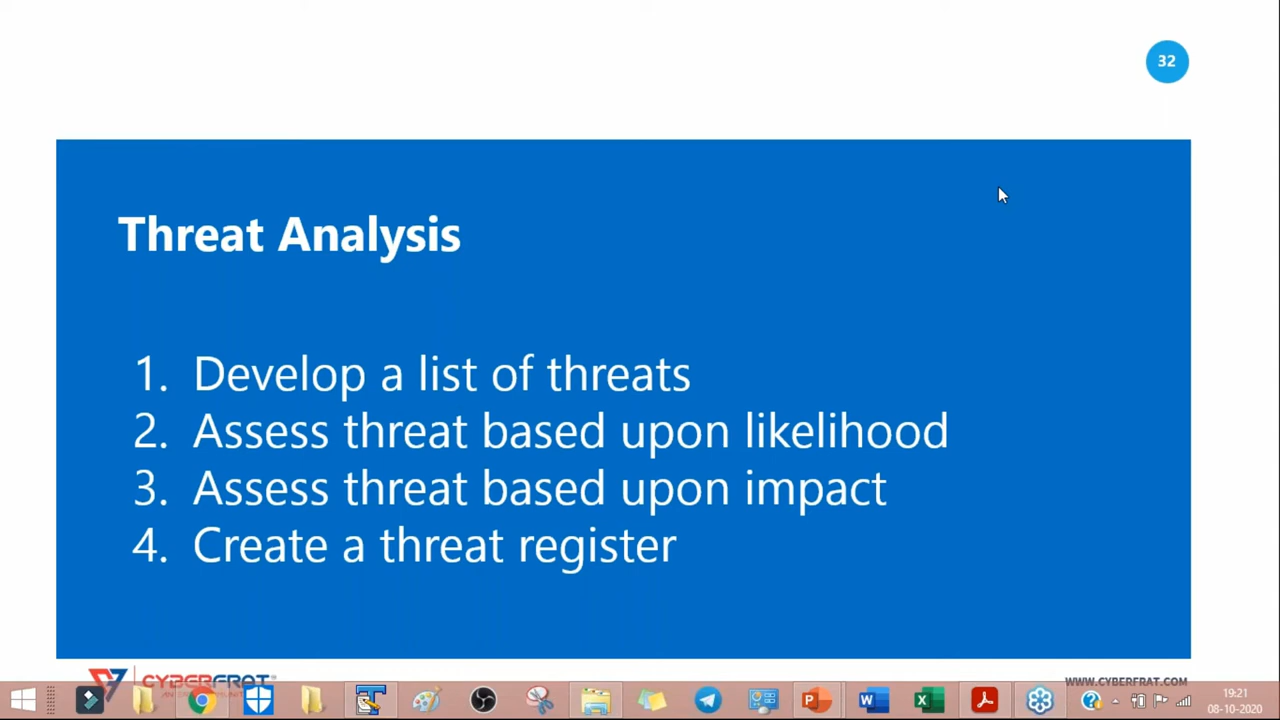 32
Threat Analysis
1. Develop a list of threats
2. Assess threat based upon likelihood
3. Assess threat based upon impact
4. Create a threat register
CYBERFRAT
WWW.CYBERFRAT.COM
19:21
08-10-2020